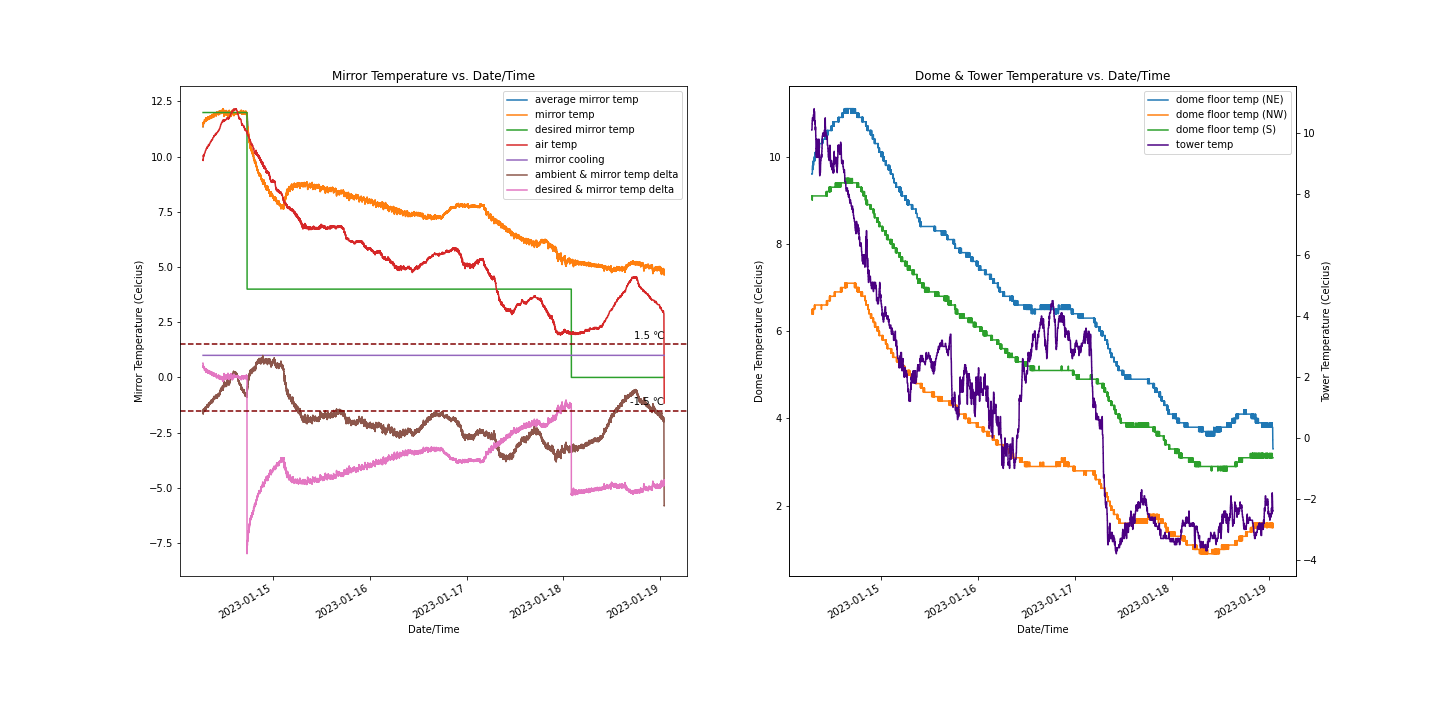 Mirror Temperature vs. Date/Time
Mirror Temperature (Celcius)
12.5
10.0
7.5
5.0
2.5
0.0
−2.5
−5.0
−7.5
average mirror temp
mirror temp
desired mirror temp
air temp
mirror cooling
ambient & mirror temp delta
desired & mirror temp delta
1.5 °C
-1.5 °C
2023-01-15
2023-01-16
2023-01-17
2023-01-18
2023-01-19
Date/Time
Dome & Tower Temperature vs. Date/Time
Dome Temperature (Celcius)
10
8
6
4
2
dome floor temp (NE)
dome floor temp (NW)
dome floor temp (S)
tower temp
10
8
6
4
2
0
−2
−4
Tower Temperature (Celcius)
2023-01-15
2023-01-16
2023-01-17
2023-01-18
2023-01-19
Date/Time